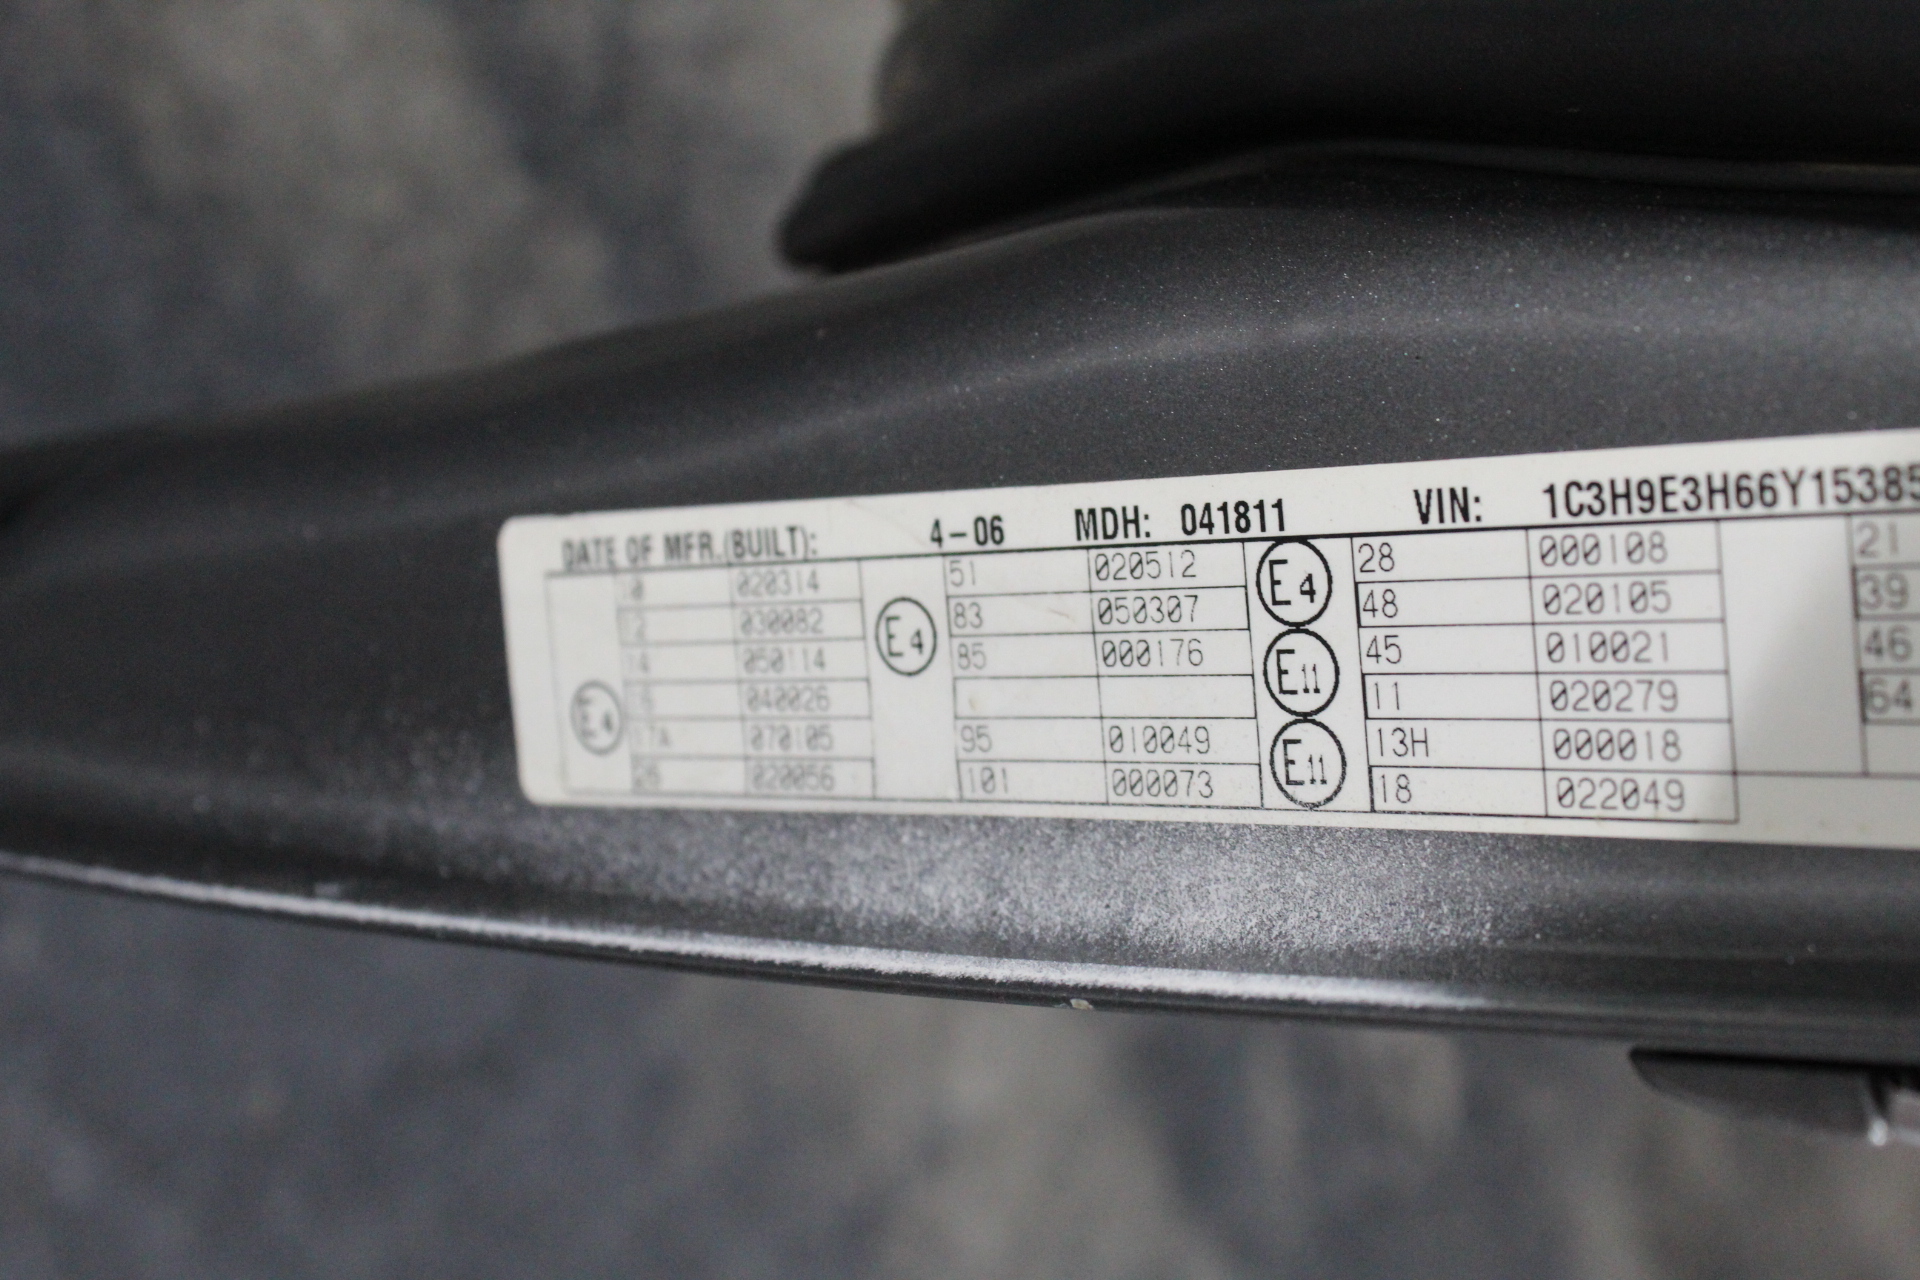 DATE OF MFR.(BUILT): 4-06 MDH: 041811 VIN: 1C3H9E3H66Y15385
10 020314 51 020512 E4 28 000108 21
12 030082 E4 83 050307 48 020105 39
14 050114 85 000176 E11 45 010021 46
E4 16 040026 11 020279 64
17A 070105 95 010049 E11 13H 000018
26 020056 101 000073 18 022049